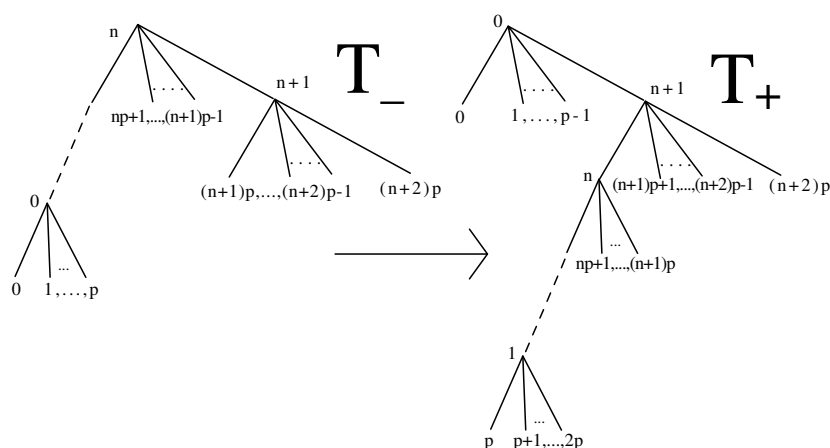 n
n+1
T_
. . . .
np+1,...,(n+1)p-1
. . . .
(n+1)p,...,(n+2)p-1
(n+2)p
0
...
0
1,...,p
0
T+
. . . .
0
1,...,p-1
n+1
n
. . . .
(n+1)p+1,...,(n+2)p-1
(n+2)p
...
np+1,...,(n+1)p
1
...
p
p+1,...,2p